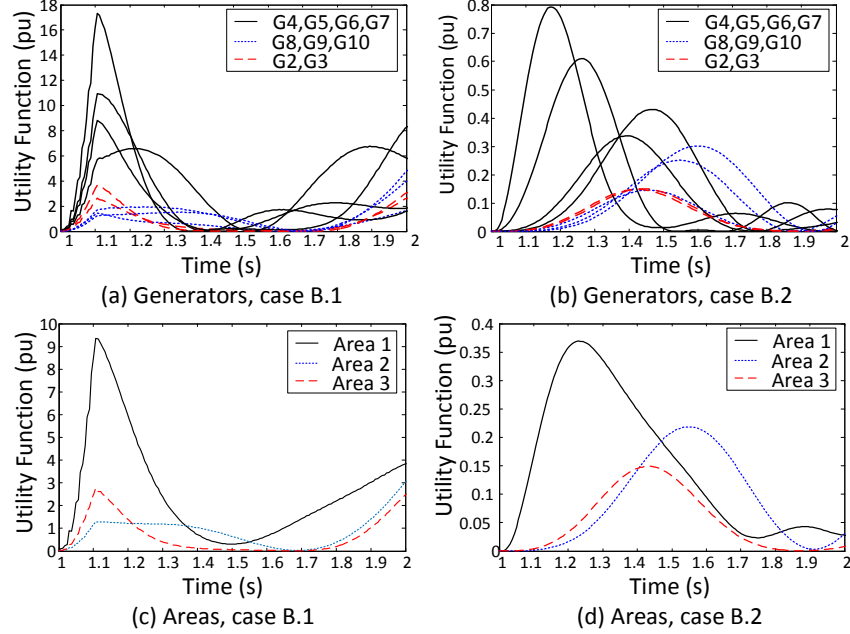 Utility Function (pu)
18
16
14
12
10
8
6
4
2
0
G4,G5,G6,G7
G8,G9,G10
G2,G3
1 1.1 1.2 1.3 1.4 1.5 1.6 1.7 1.8 1.9 2
Time (s)
(a) Generators, case B.1
Utility Function (pu)
0.8
0.7
0.6
0.5
0.4
0.3
0.2
0.1
0
G4,G5,G6,G7
G8,G9,G10
G2,G3
1 1.1 1.2 1.3 1.4 1.5 1.6 1.7 1.8 1.9 2
Time (s)
(b) Generators, case B.2
Utility Function (pu)
10
9
8
7
6
5
4
3
2
1
0
Area 1
Area 2
Area 3
1 1.1 1.2 1.3 1.4 1.5 1.6 1.7 1.8 1.9 2
Time (s)
(c) Areas, case B.1
Utility Function (pu)
0.4
0.35
0.3
0.25
0.2
0.15
0.1
0.05
0
Area 1
Area 2
Area 3
1 1.1 1.2 1.3 1.4 1.5 1.6 1.7 1.8 1.9 2
Time (s)
(d) Areas, case B.2